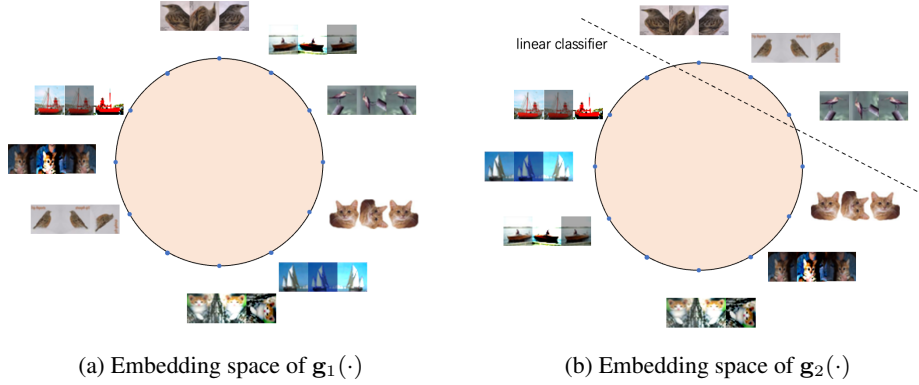 linear classifier
(a) Embedding space of g₁(·)
(b) Embedding space of g₂(·)